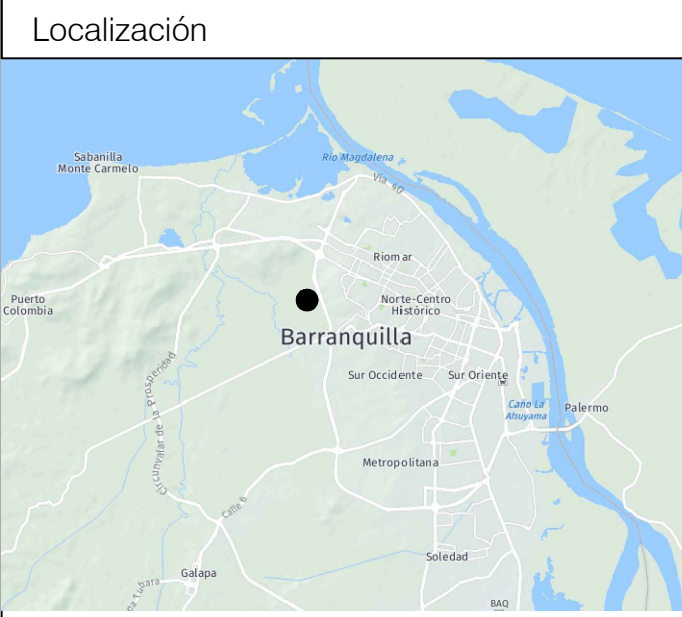 Localización
Sabanilla
Monte Carmelo
Río Magdalena
Vía 40
Riomar
Puerto
Colombia
Norte-Centro
Histórico
Barranquilla
Sur Occidente
Sur Oriente
Circunvalar de la Prosperidad
Caño La
Ahuyama
Palermo
Metropolitana
Calle 6
Soledad
Galapa
Tubara
BAQ